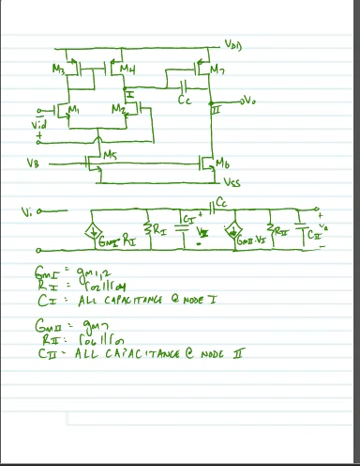 VDD
M3 M4 M7
I Cc
II Vo
M1 M2
Vid
M5
VB M6
VSS
Vi Cc
GmI·RI RI CI VI GmII·VI RII CII Vo
GmI = gm1,2
RI = ro2//ro4
CI = ALL CAPACITANCE @ NODE I
GmII = gm7
RII = ro6//ro7
CII = ALL CAPACITANCE @ NODE II